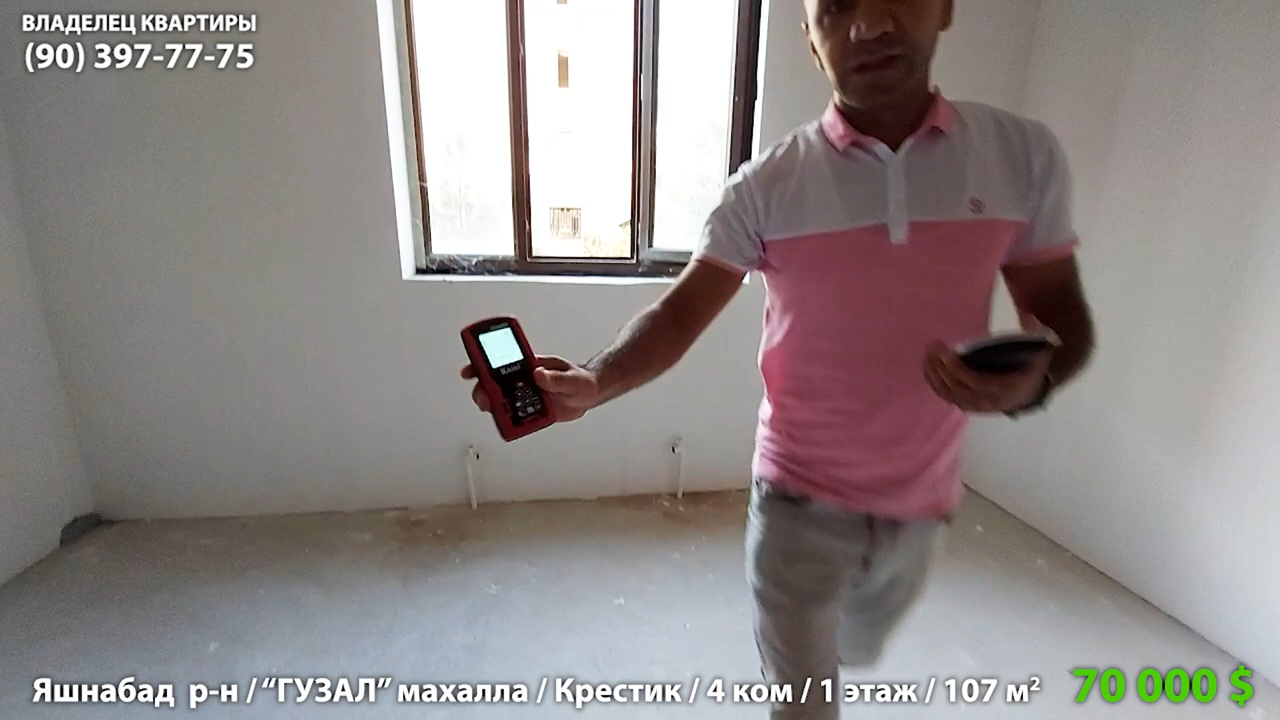 ВЛАДЕЛЕЦ КВАРТИРЫ
(90) 397-77-75
Яшнабад р-н / “ГУЗАЛ” махалла / Крестик / 4 ком / 1 этаж / 107 м² 70 000 $